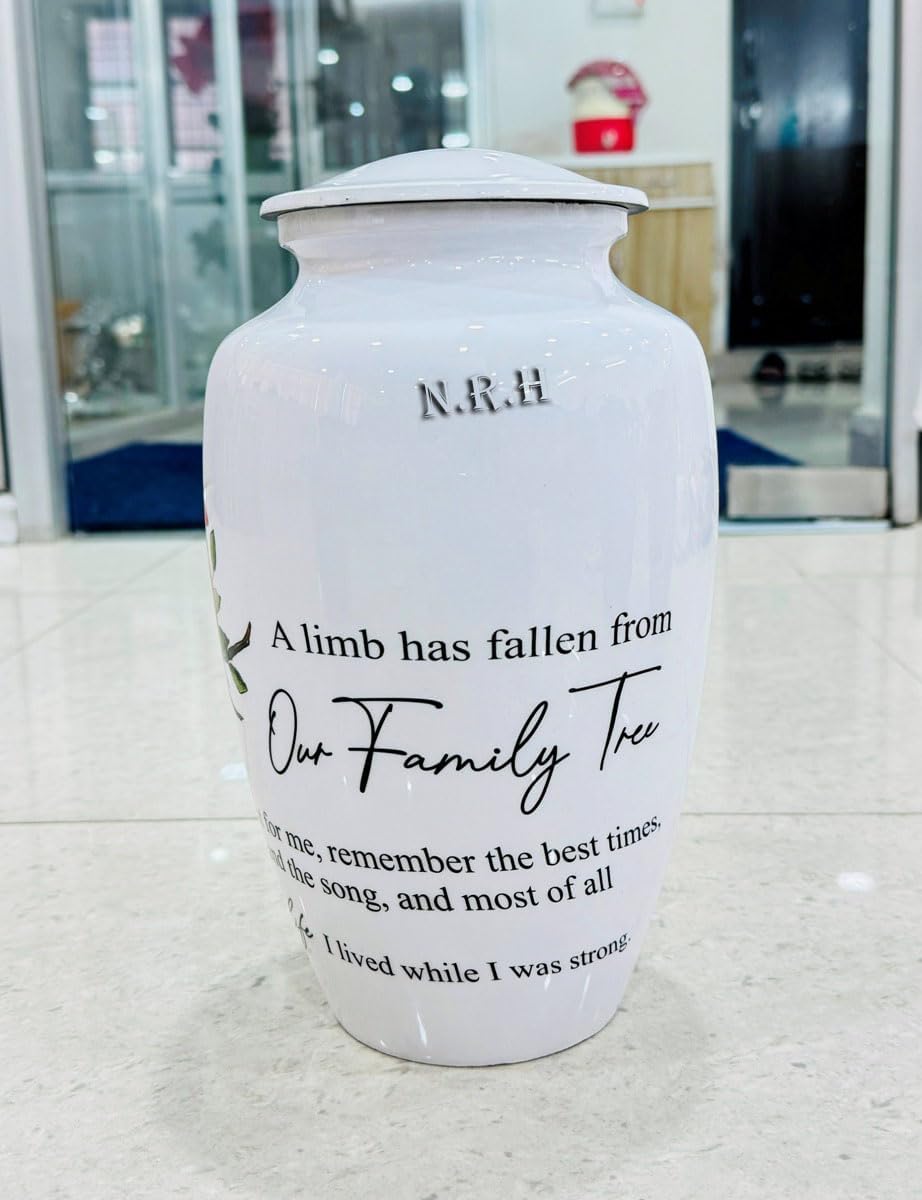 N.R.H
A limb has fallen from
Our Family Tree
for me, remember the best times,
the song, and most of all
life I lived while I was strong.